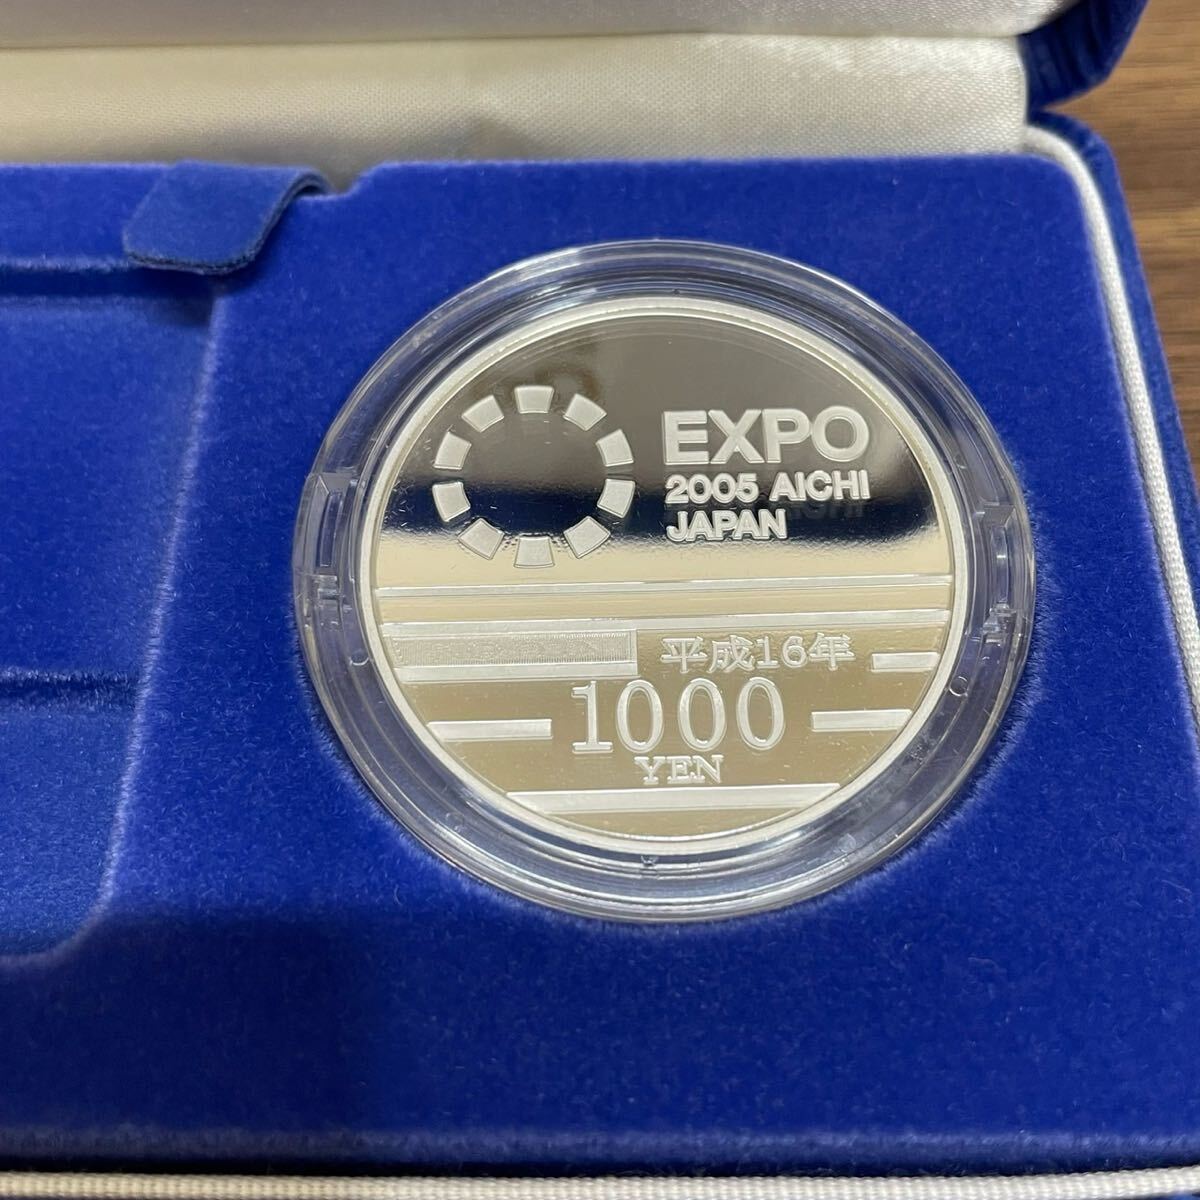 EXPO
2005 AICHI
JAPAN
平成16年
1000
YEN